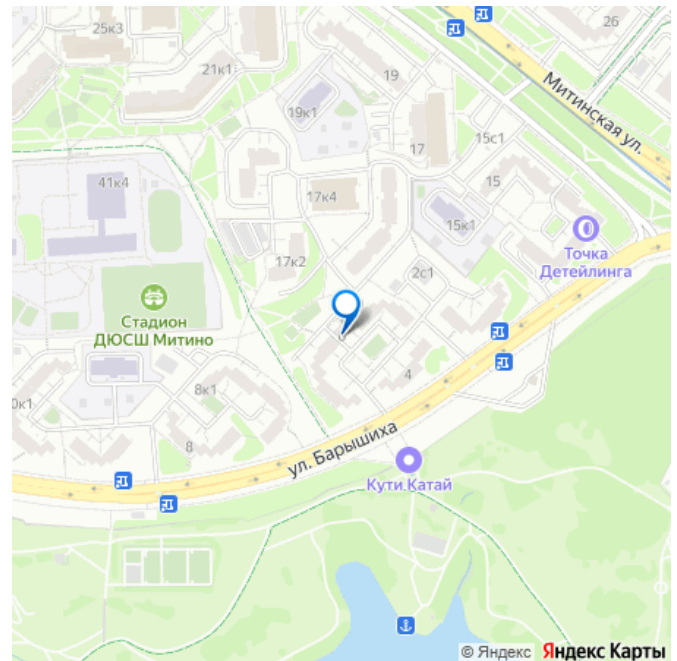 25к3
26
21к1
19
Митинская ул.
19к1
17
15с1
41к4
17к4
15
15к1
Точка
Детейлинга
17к2
2с1
Стадион
ДЮСШ Митино
8к1
4
0к1
8
ул. Барышиха
Кути.Катай
© Яндекс Яндекс Карты